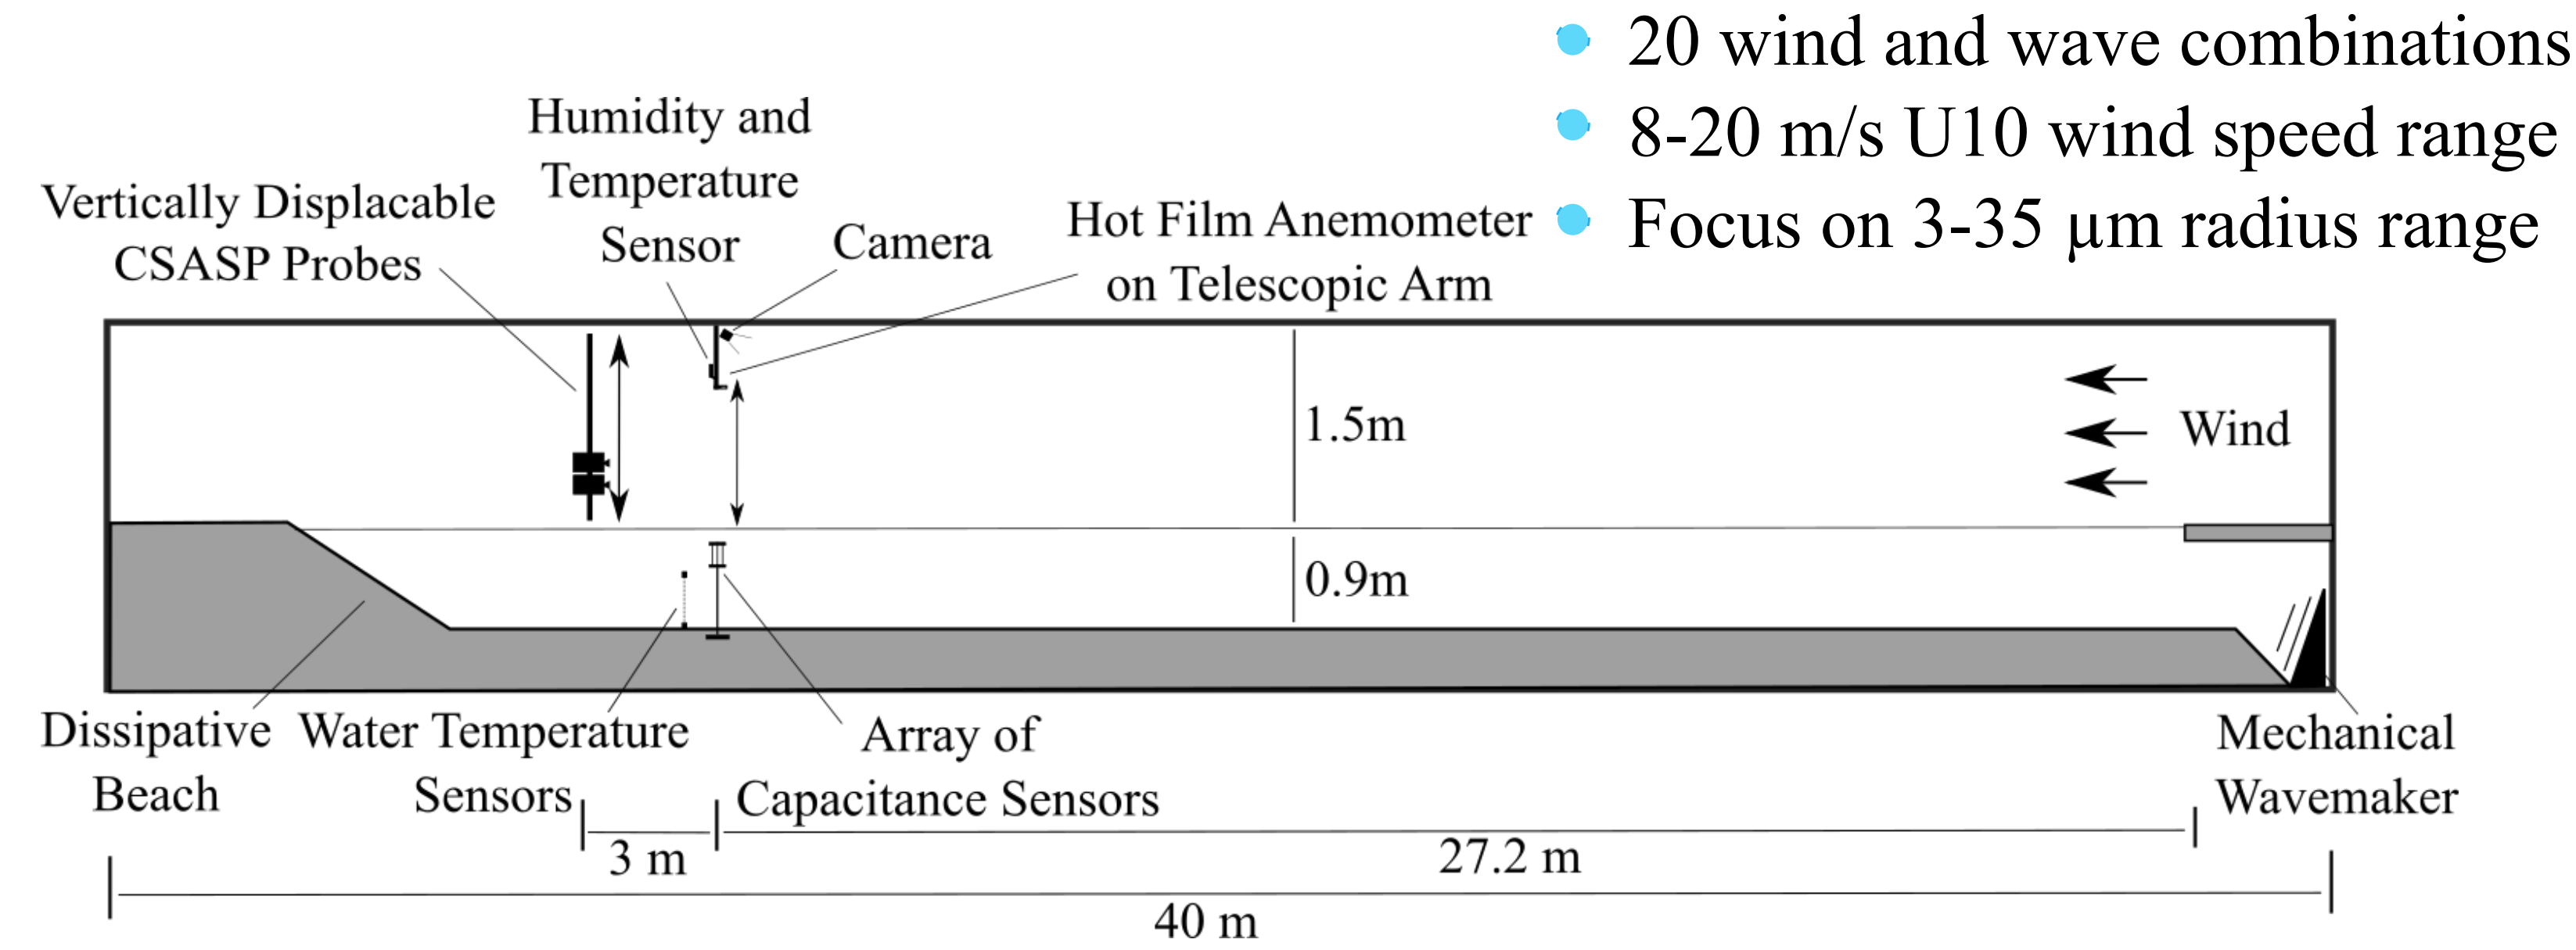 20 wind and wave combinations
8-20 m/s U10 wind speed range
Focus on 3-35 µm radius range
Humidity and
Temperature
Sensor
Vertically Displacable
CSASP Probes
Camera
Hot Film Anemometer
on Telescopic Arm
1.5m
Wind
0.9m
Dissipative
Beach
Water Temperature
Sensors
Array of
Capacitance Sensors
Mechanical
Wavemaker
3 m
27.2 m
40 m